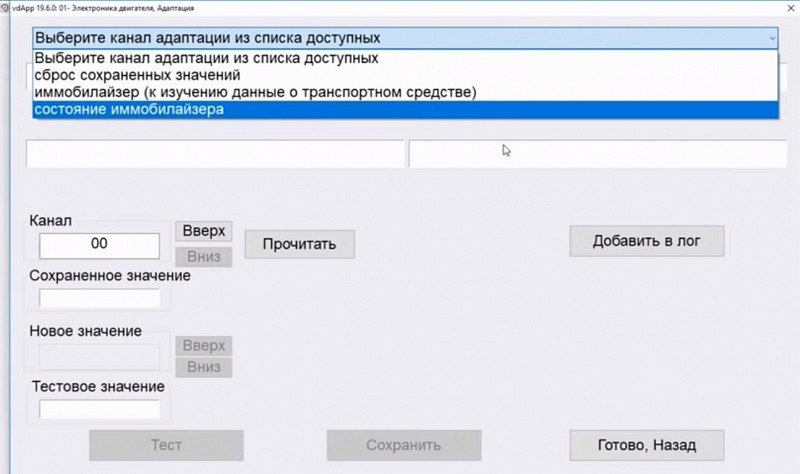 vdApp 19.6.0: 01- Электроника двигателя, Адаптация
Выберите канал адаптации из списка доступных
Выберите канал адаптации из списка доступных
сброс сохраненных значений
иммобилайзер (к изучению данные о транспортном средстве)
состояние иммобилайзера
Канал
00
Вверх
Вниз
Прочитать
Добавить в лог
Сохраненное значение
Новое значение
Вверх
Вниз
Тестовое значение
Тест
Сохранить
Готово, Назад